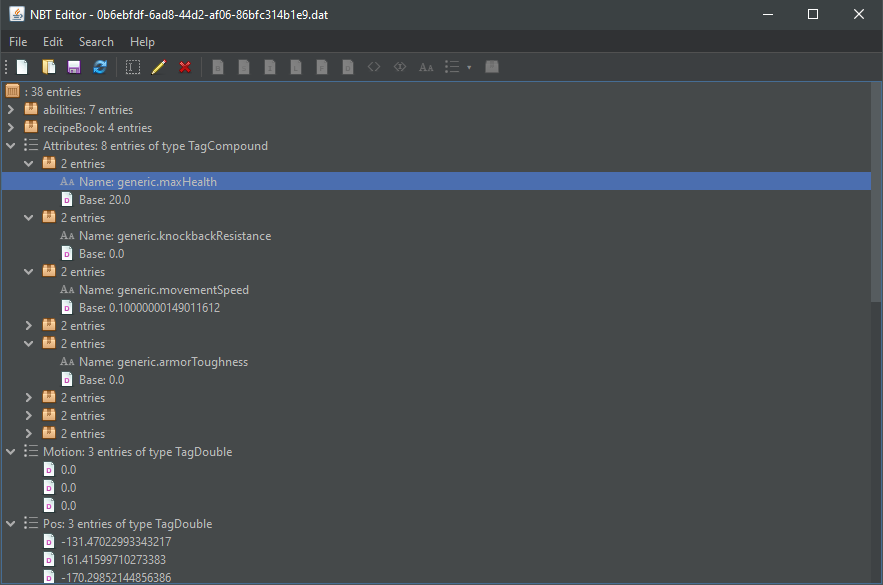 NBT Editor - 0b6ebfdf-6ad8-44d2-af06-86bfc314b1e9.dat
File Edit Search Help
: 38 entries
abilities: 7 entries
recipeBook: 4 entries
Attributes: 8 entries of type TagCompound
2 entries
Name: generic.maxHealth
Base: 20.0
2 entries
Name: generic.knockbackResistance
Base: 0.0
2 entries
Name: generic.movementSpeed
Base: 0.10000000149011612
2 entries
2 entries
Name: generic.armorToughness
Base: 0.0
2 entries
2 entries
2 entries
Motion: 3 entries of type TagDouble
0.0
0.0
0.0
Pos: 3 entries of type TagDouble
-131.47022993343217
161.41599710273383
-170.29852144856386